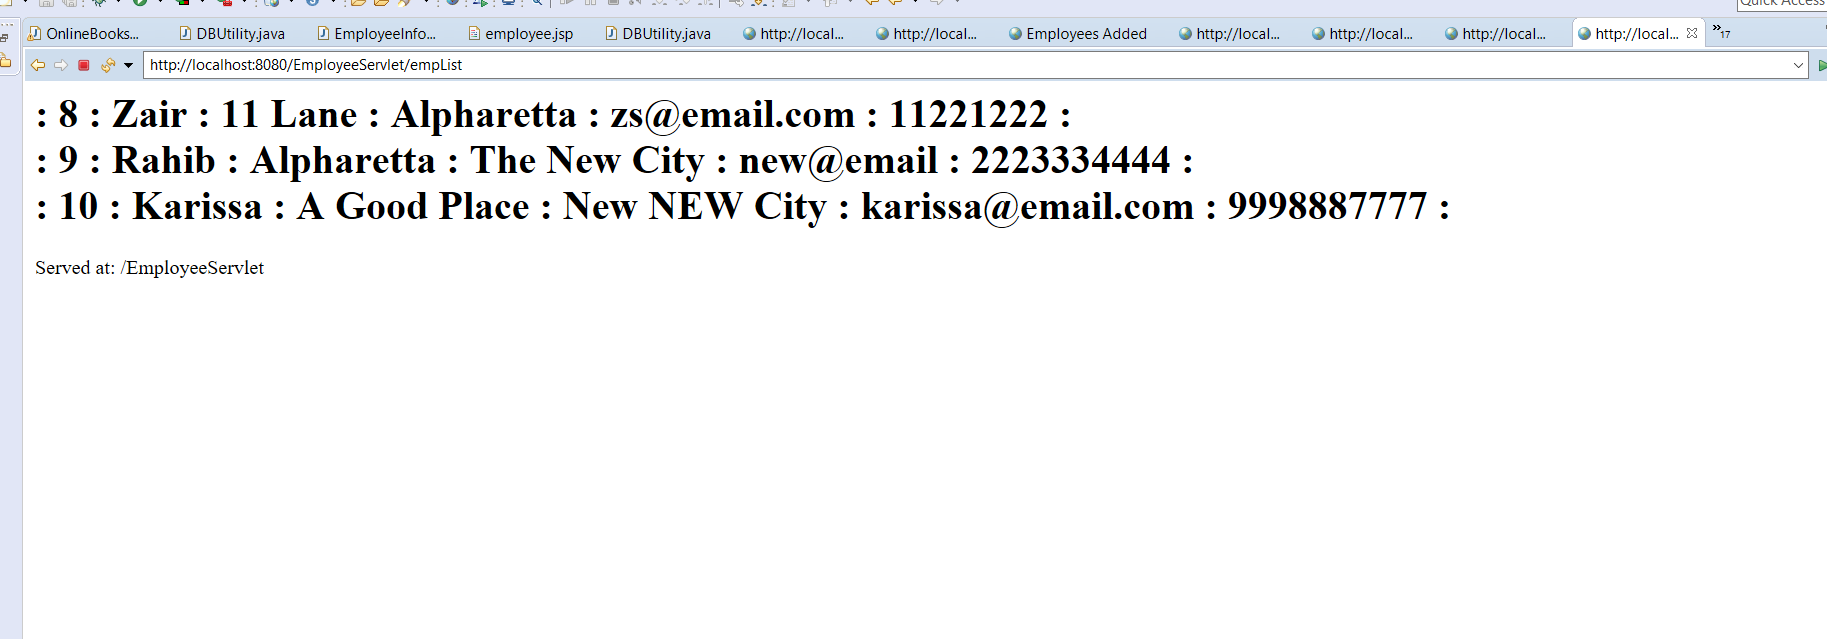 Quick Access
OnlineBooks... DBUtility.java EmployeeInfo... employee.jsp DBUtility.java http://local... http://local... Employees Added http://local... http://local... http://local... http://local... »17
http://localhost:8080/EmployeeServlet/empList
: 8 : Zair : 11 Lane : Alpharetta : zs@email.com : 11221222 :
: 9 : Rahib : Alpharetta : The New City : new@email : 2223334444 :
: 10 : Karissa : A Good Place : New NEW City : karissa@email.com : 9998887777 :
Served at: /EmployeeServlet